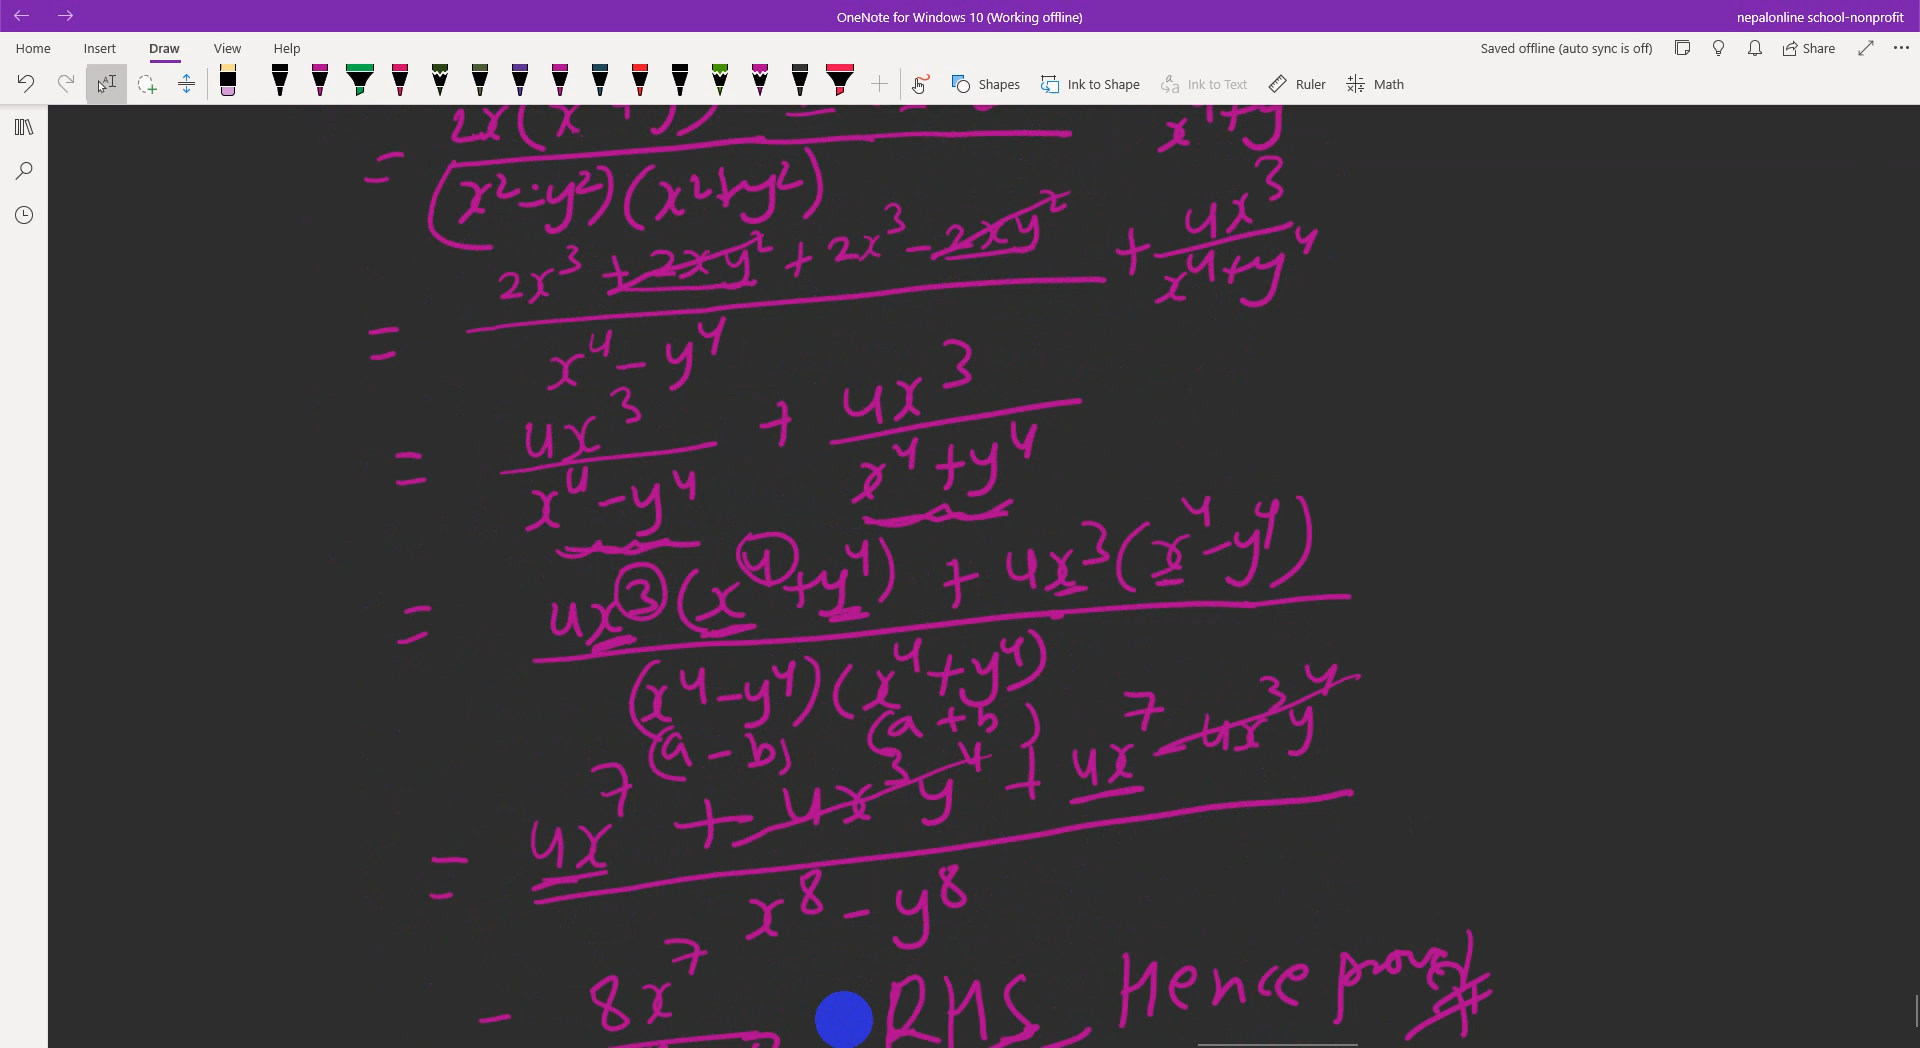 OneNote for Windows 10 (Working offline)
nepalonline school-nonprofit
Home Insert Draw View Help
Saved offline (auto sync is off) Share
Shapes Ink to Shape Ink to Text Ruler Math
= 2x(x + y) / (x² - y²)(x² + y²) x⁴ + y
= 2x³ + 2xy² + 2x³ - 2xy² / x⁴ - y⁴ + 4x³ / x⁴ + y⁴
= 4x³ / x⁴ - y⁴ + 4x³ / x⁴ + y⁴
= 4x³(x⁴ + y⁴) + 4x³(x⁴ - y⁴) / (x⁴ - y⁴)(x⁴ + y⁴)
(a - b) (a + b)
= 4x⁷ + 4x³y⁴ + 4x⁷ - 4x³y⁴ / x⁸ - y⁸
= 8x⁷ RHS Hence proved